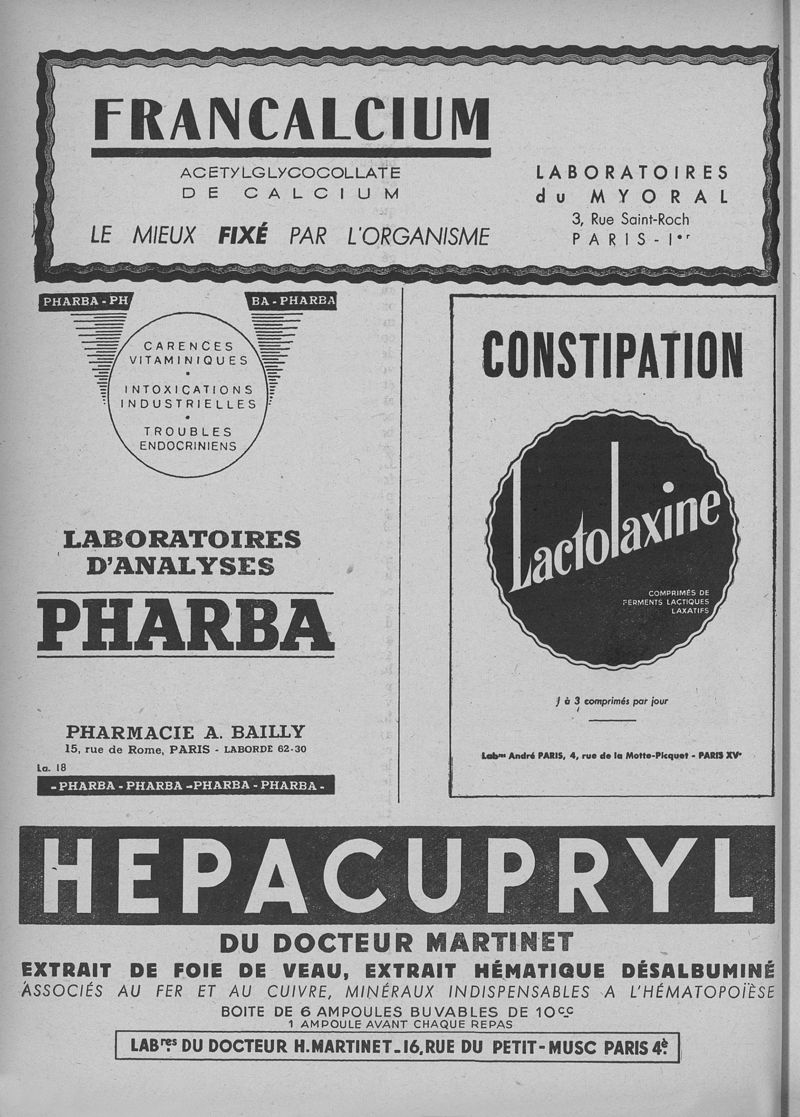 FRANCALCIUM
ACETYLGLYCOCOLLATE
DE CALCIUM
LE MIEUX FIXÉ PAR L'ORGANISME
LABORATOIRES
du MYORAL
3, Rue Saint-Roch
PARIS-Ier
PHARBA-PH
BA-PHARBA
CARENCES
VITAMINIQUES
INTOXICATIONS
INDUSTRIELLES
TROUBLES
ENDOCRINIENS
LABORATOIRES
D'ANALYSES
PHARBA
PHARMACIE A. BAILLY
15, rue de Rome, PARIS - LABORDE 62-30
La. 18
- PHARBA - PHARBA - PHARBA - PHARBA -
CONSTIPATION
Lactolaxine
COMPRIMÉS DE
FERMENTS LACTIQUES
LAXATIFS
1 à 3 comprimés par jour
Labres André PARIS, 4, rue de la Motte-Picquet - PARIS XVe
HEPACUPRYL
DU DOCTEUR MARTINET
EXTRAIT DE FOIE DE VEAU, EXTRAIT HÉMATIQUE DÉSALBUMINÉ
ASSOCIÉS AU FER ET AU CUIVRE, MINÉRAUX INDISPENSABLES A L'HÉMATOPOÏÈSE
BOITE DE 6 AMPOULES BUVABLES DE 10cc
1 AMPOULE AVANT CHAQUE REPAS
LABres DU DOCTEUR H. MARTINET_16, RUE DU PETIT-MUSC PARIS 4è